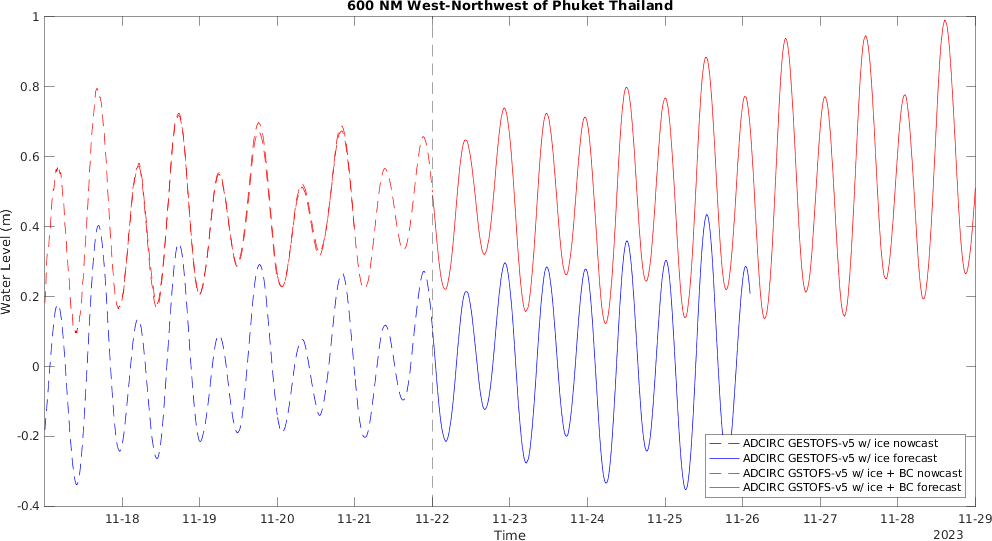 600 NM West-Northwest of Phuket Thailand
Water Level (m)
1
0.8
0.6
0.4
0.2
0
-0.2
-0.4
ADCIRC GESTOFS-v5 w/ ice nowcast
ADCIRC GESTOFS-v5 w/ ice forecast
ADCIRC GSTOFS-v5 w/ ice + BC nowcast
ADCIRC GSTOFS-v5 w/ ice + BC forecast
11-18 11-19 11-20 11-21 11-22 11-23 11-24 11-25 11-26 11-27 11-28 11-29
Time
2023